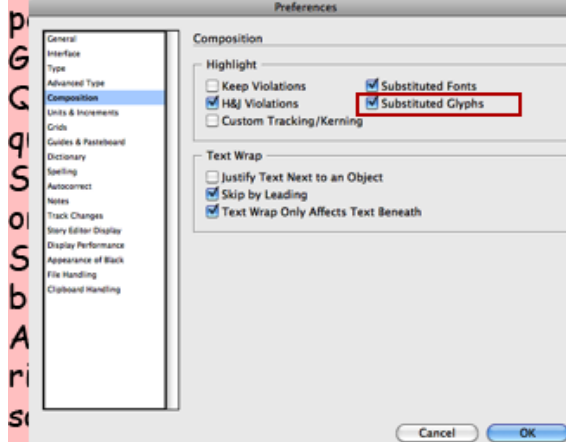 Preferences
General
Interface
Type
Advanced Type
Composition
Units & Increments
Grids
Guides & Pasteboard
Dictionary
Spelling
Autocorrect
Notes
Track Changes
Story Editor Display
Display Performance
Appearance of Black
File Handling
Clipboard Handling
Composition
Highlight
Keep Violations
Substituted Fonts
H&J Violations
Substituted Glyphs
Custom Tracking/Kerning
Text Wrap
Justify Text Next to an Object
Skip by Leading
Text Wrap Only Affects Text Beneath
Cancel
OK